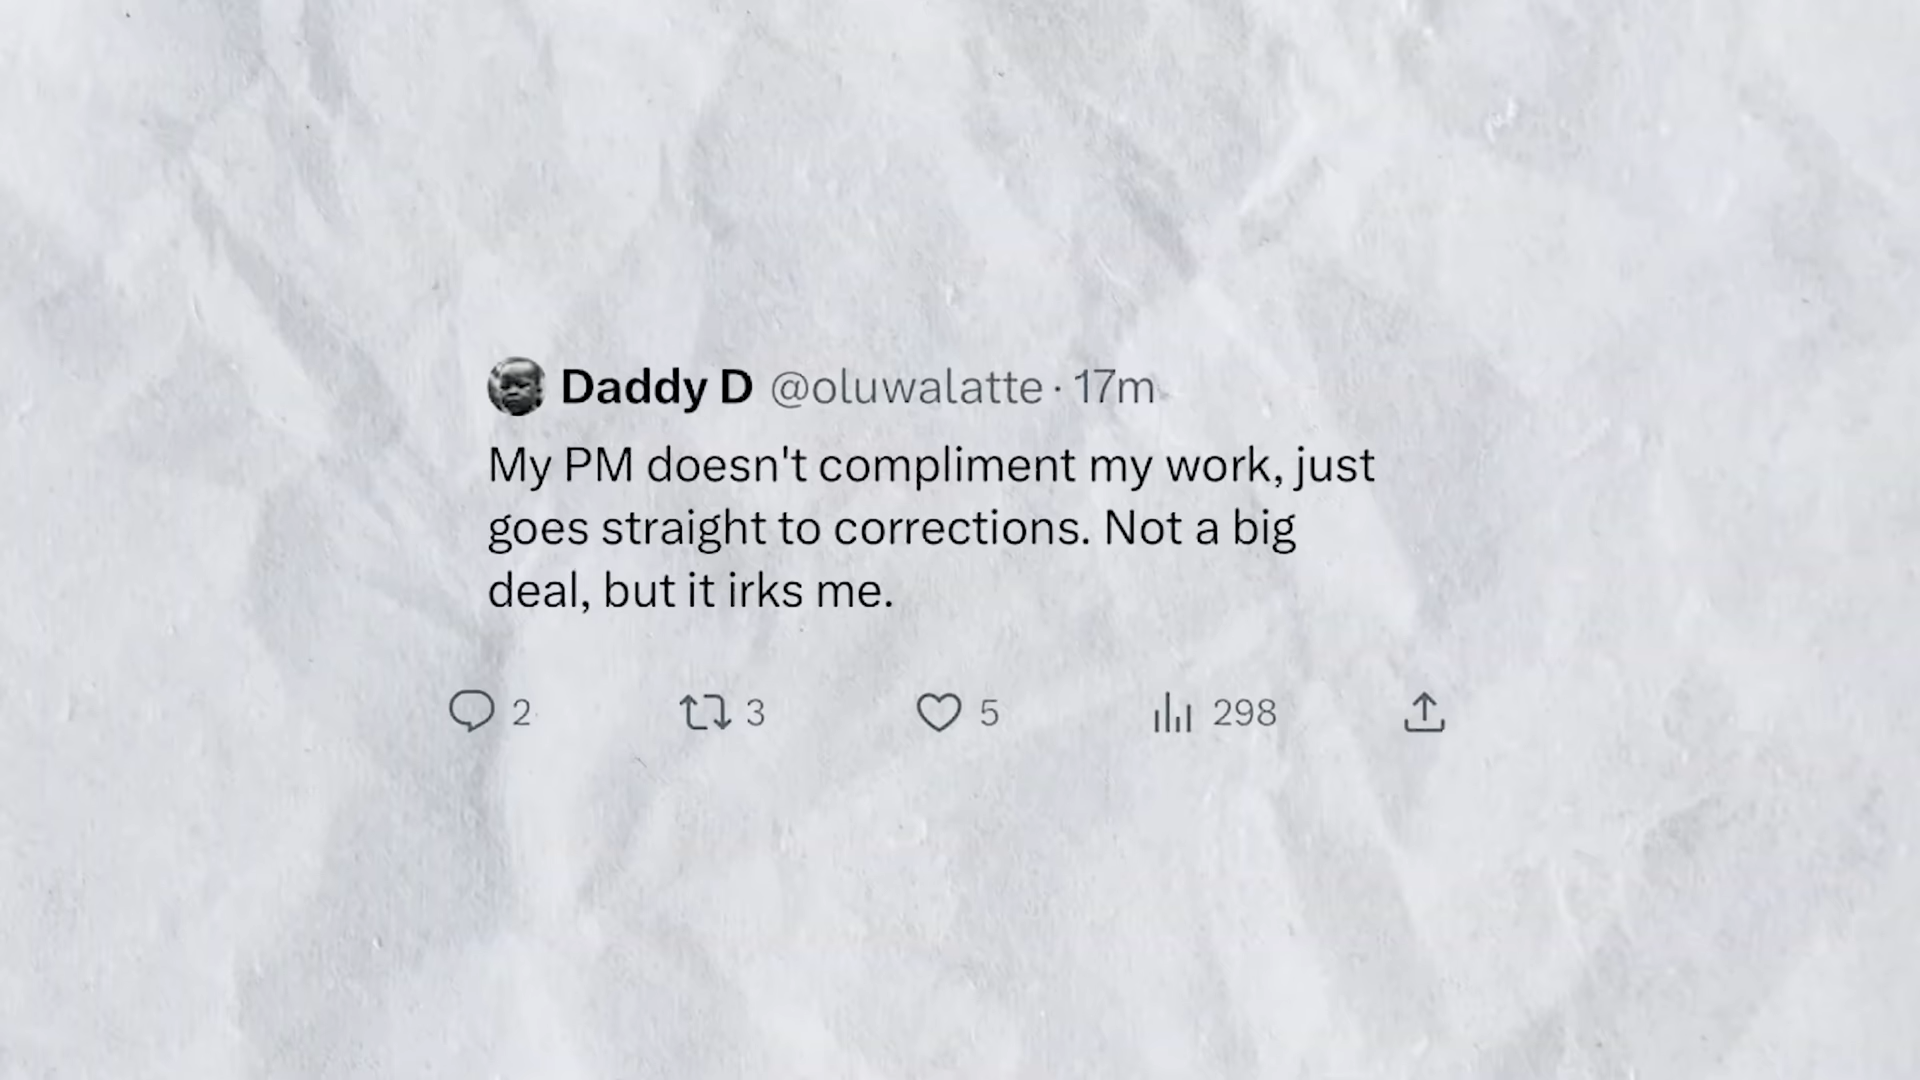 Daddy D @oluwalatte · 17m
My PM doesn't compliment my work, just
goes straight to corrections. Not a big
deal, but it irks me.
2 3 5 298